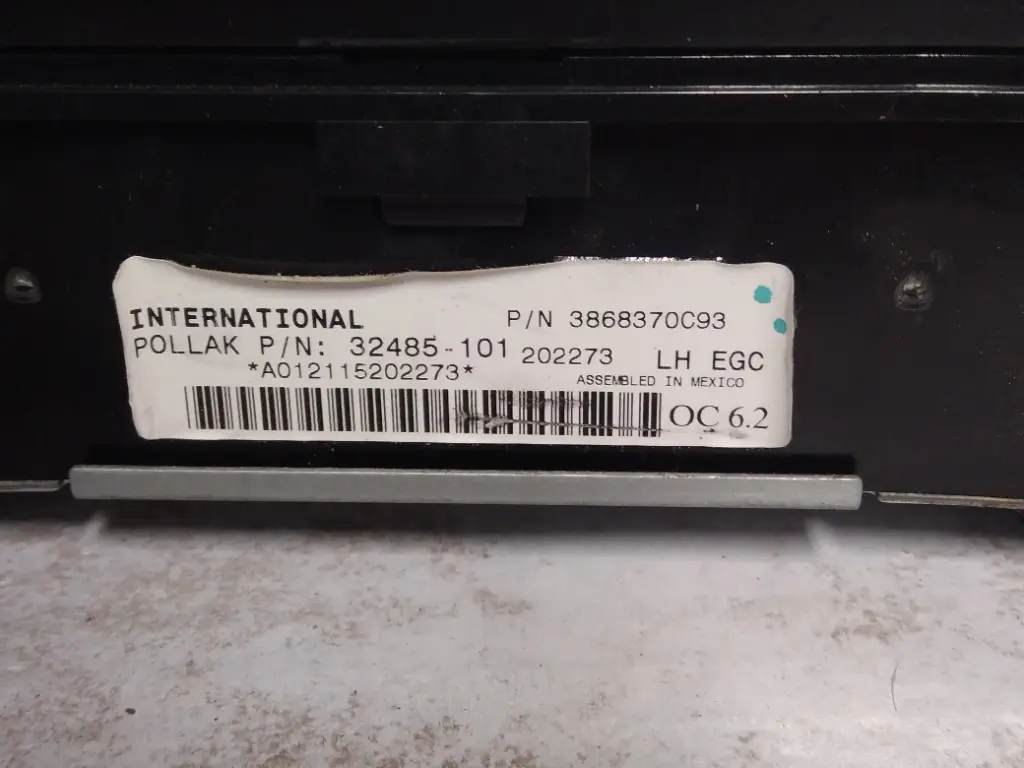 INTERNATIONAL P/N 3868370C93
POLLAK P/N: 32485-101 202273 LH EGC
*A012115202273* ASSEMBLED IN MEXICO
OC 6.2